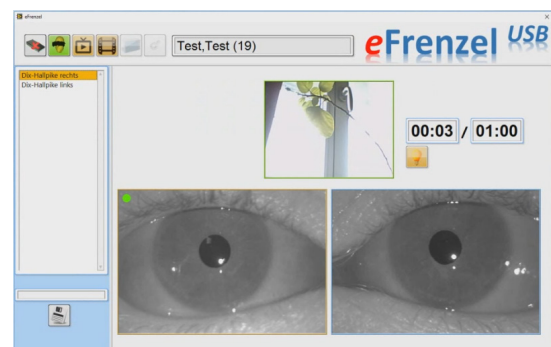 efrenzel
Test,Test (19)
eFrenzel USB
Dix-Hallpike rechts
Dix-Hallpike links
00:03 / 01:00